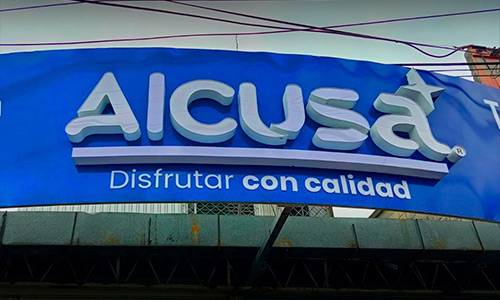 Alcusa®
Disfrutar con calidad